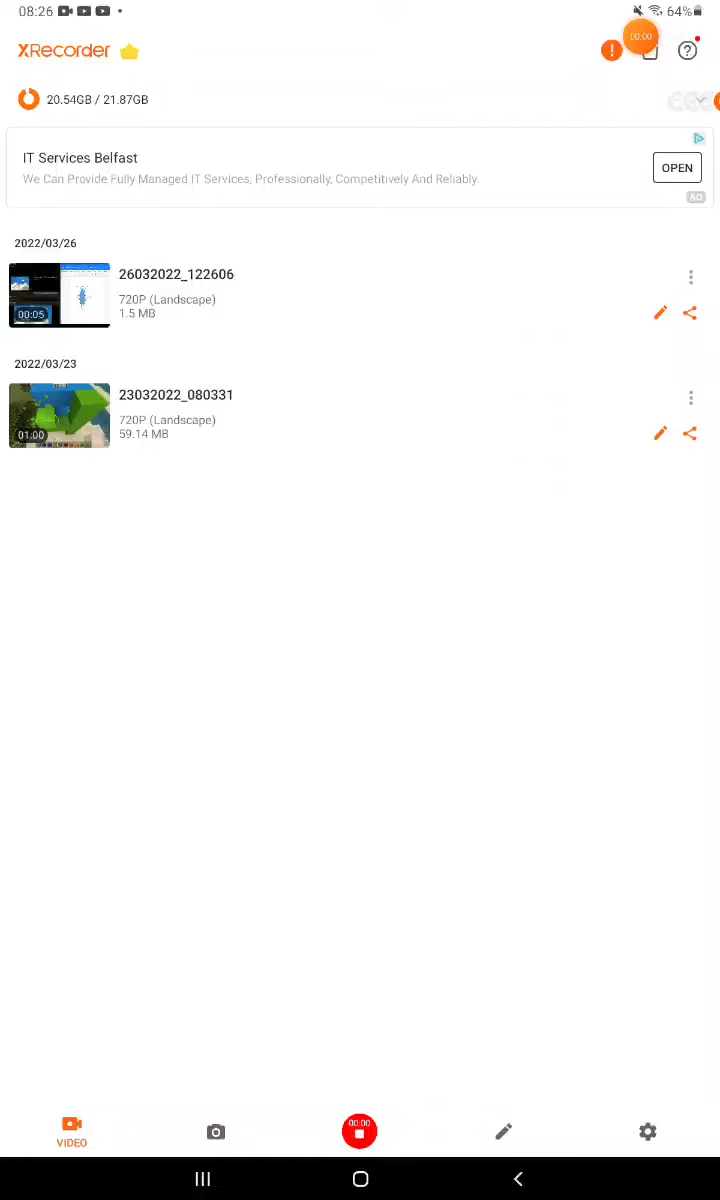 08:26
64%
XRecorder
!
00:00
?
20.54GB / 21.87GB
IT Services Belfast
We Can Provide Fully Managed IT Services, Professionally, Competitively And Reliably.
OPEN
AD
2022/03/26
26032022_122606
720P (Landscape)
1.5 MB
00:05
2022/03/23
23032022_080331
720P (Landscape)
59.14 MB
01:00
00:00
VIDEO